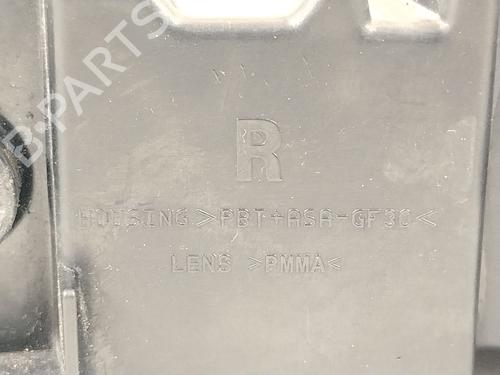 B-PARTS
R
HOUSING >PBT+ASA-GF30<
LENS >PMMA<